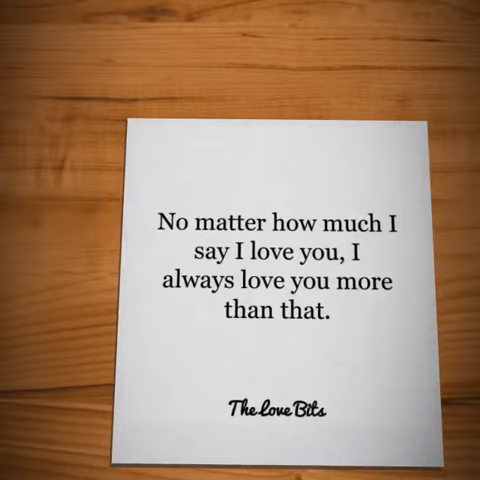 No matter how much I
say I love you, I
always love you more
than that.
The Love Bits